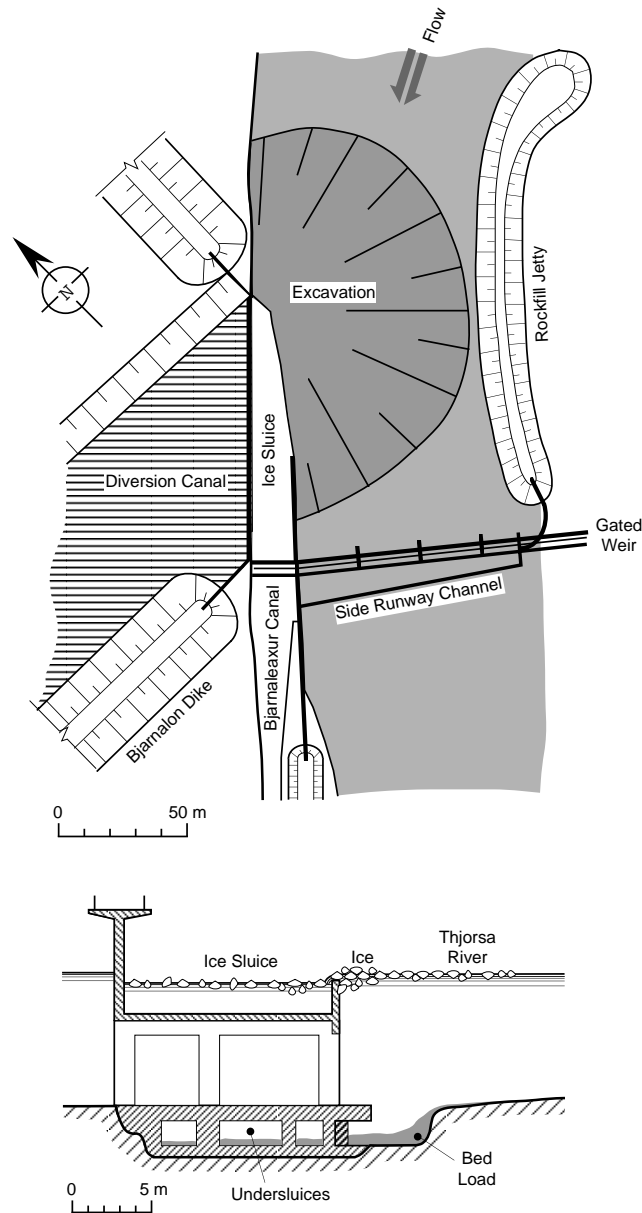 Flow
N
Excavation
Rockfill Jetty
Ice Sluice
Diversion Canal
Gated
Weir
Side Runway Channel
Bjarnaleaxur Canal
Bjarnalon Dike
0 50 m
Ice Sluice
Ice
Thjorsa
River
Undersluices
Bed
Load
0 5 m